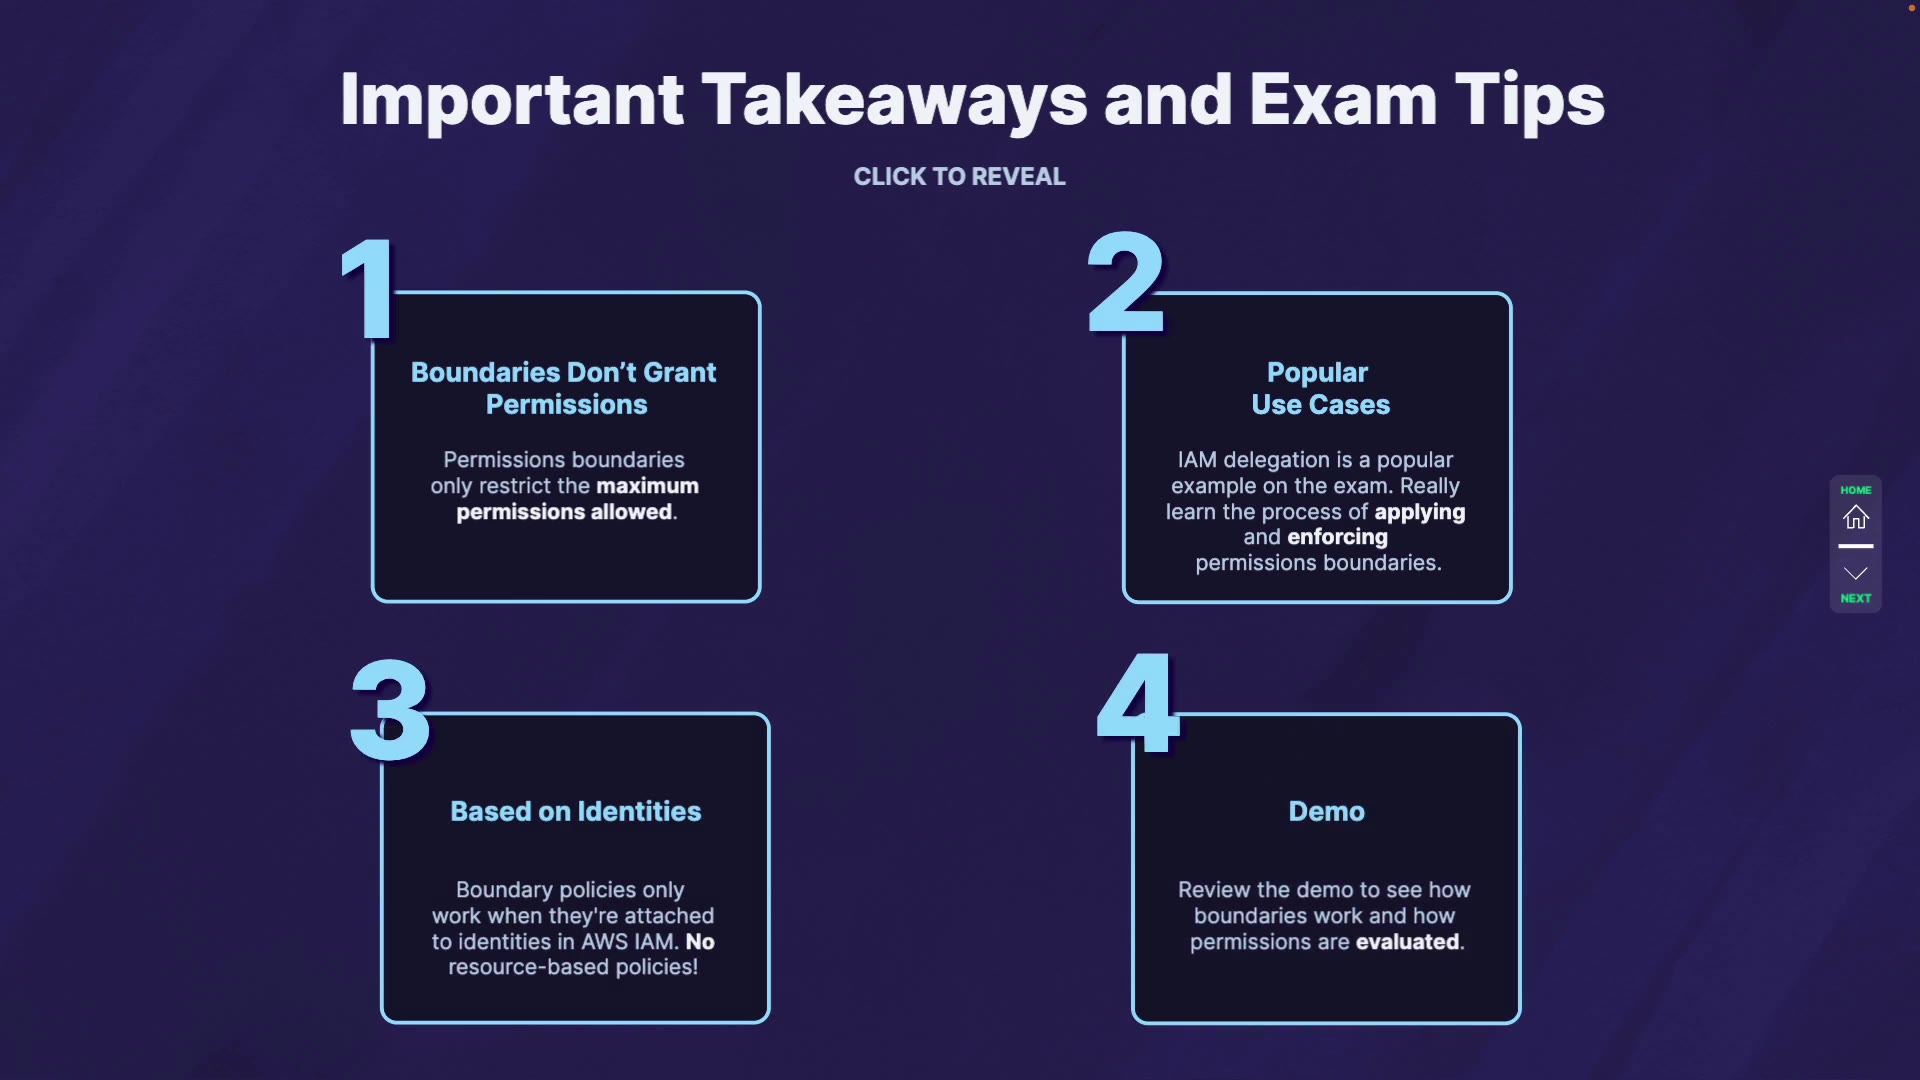 Important Takeaways and Exam Tips
CLICK TO REVEAL
1
Boundaries Don’t Grant
Permissions
Permissions boundaries
only restrict the maximum
permissions allowed.
2
Popular
Use Cases
IAM delegation is a popular
example on the exam. Really
learn the process of applying
and enforcing
permissions boundaries.
3
Based on Identities
Boundary policies only
work when they're attached
to identities in AWS IAM. No
resource-based policies!
4
Demo
Review the demo to see how
boundaries work and how
permissions are evaluated.
HOME
NEXT